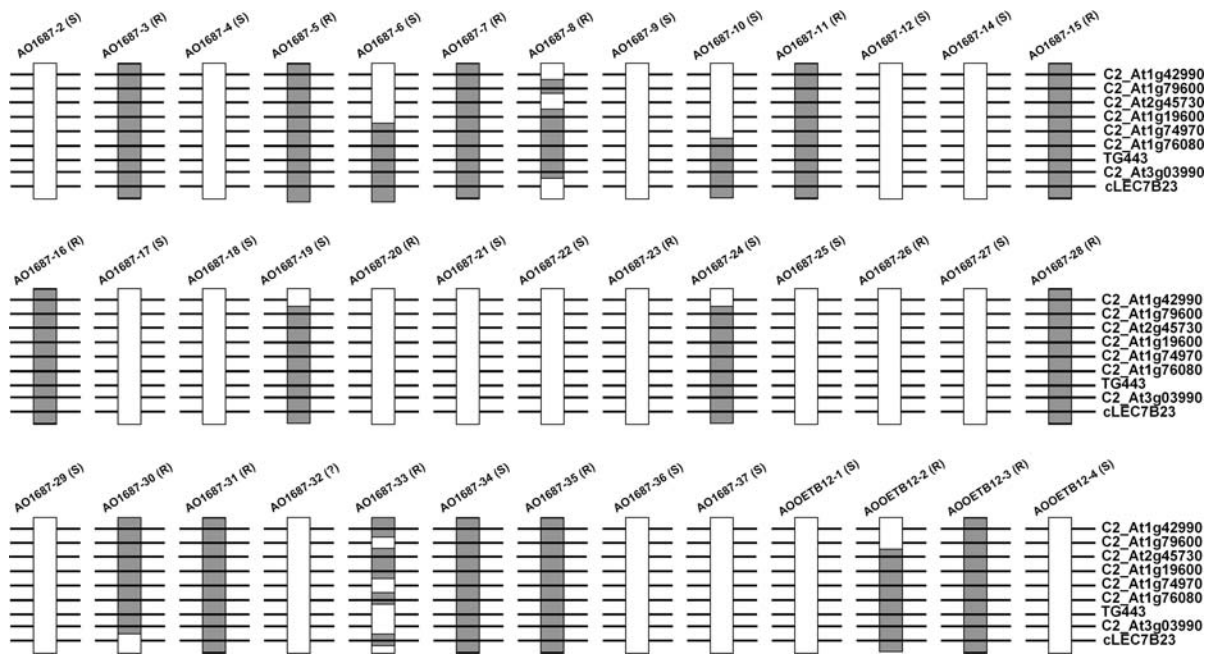 AO1687-2 (S) AO1687-3 (R) AO1687-4 (S) AO1687-5 (R) AO1687-6 (S) AO1687-7 (R) AO1687-8 (R) AO1687-9 (S) AO1687-10 (S) AO1687-11 (R) AO1687-12 (S) AO1687-14 (S) AO1687-15 (R)
C2_At1g42990
C2_At1g79600
C2_At2g45730
C2_At1g19600
C2_At1g74970
C2_At1g76080
TG443
C2_At3g03990
cLEC7B23
AO1687-16 (R) AO1687-17 (S) AO1687-18 (S) AO1687-19 (S) AO1687-20 (R) AO1687-21 (S) AO1687-22 (S) AO1687-23 (R) AO1687-24 (S) AO1687-25 (S) AO1687-26 (R) AO1687-27 (S) AO1687-28 (R)
C2_At1g42990
C2_At1g79600
C2_At2g45730
C2_At1g19600
C2_At1g74970
C2_At1g76080
TG443
C2_At3g03990
cLEC7B23
AO1687-29 (S) AO1687-30 (R) AO1687-31 (R) AO1687-32 (?) AO1687-33 (R) AO1687-34 (S) AO1687-35 (R) AO1687-36 (S) AO1687-37 (S) AOOETB12-1 (S) AOOETB12-2 (R) AOOETB12-3 (R) AOOETB12-4 (S)
C2_At1g42990
C2_At1g79600
C2_At2g45730
C2_At1g19600
C2_At1g74970
C2_At1g76080
TG443
C2_At3g03990
cLEC7B23